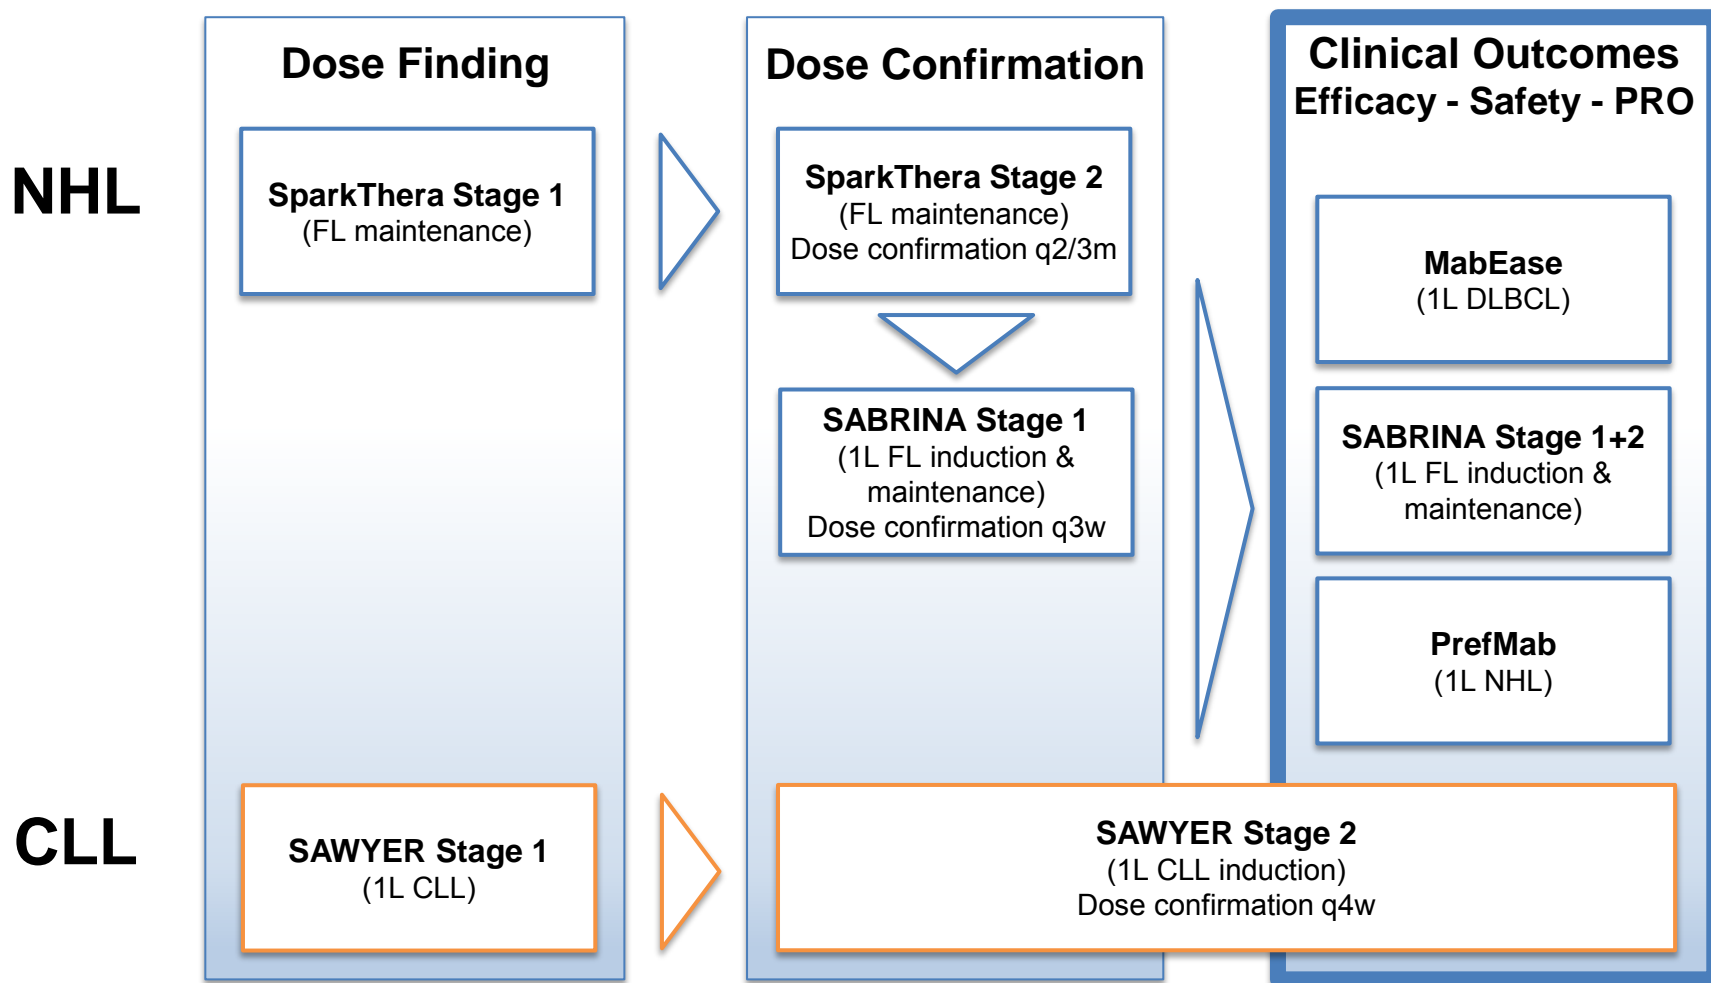 Dose Finding
Dose Confirmation
Clinical Outcomes
Efficacy - Safety - PRO
NHL
SparkThera Stage 1
(FL maintenance)
SparkThera Stage 2
(FL maintenance)
Dose confirmation q2/3m
MabEase
(1L DLBCL)
SABRINA Stage 1
(1L FL induction &
maintenance)
Dose confirmation q3w
SABRINA Stage 1+2
(1L FL induction &
maintenance)
PrefMab
(1L NHL)
CLL
SAWYER Stage 1
(1L CLL)
SAWYER Stage 2
(1L CLL induction)
Dose confirmation q4w